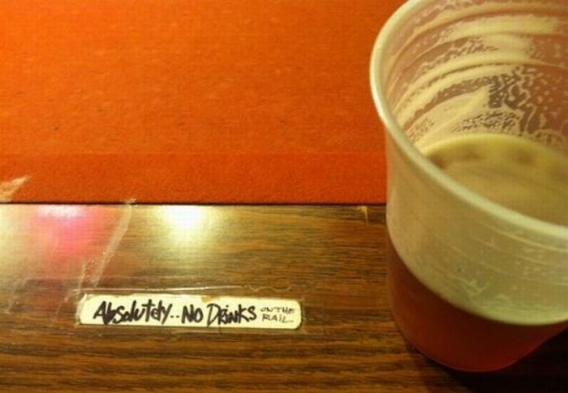 Absolutely.. No Drinks ON THE
RAIL